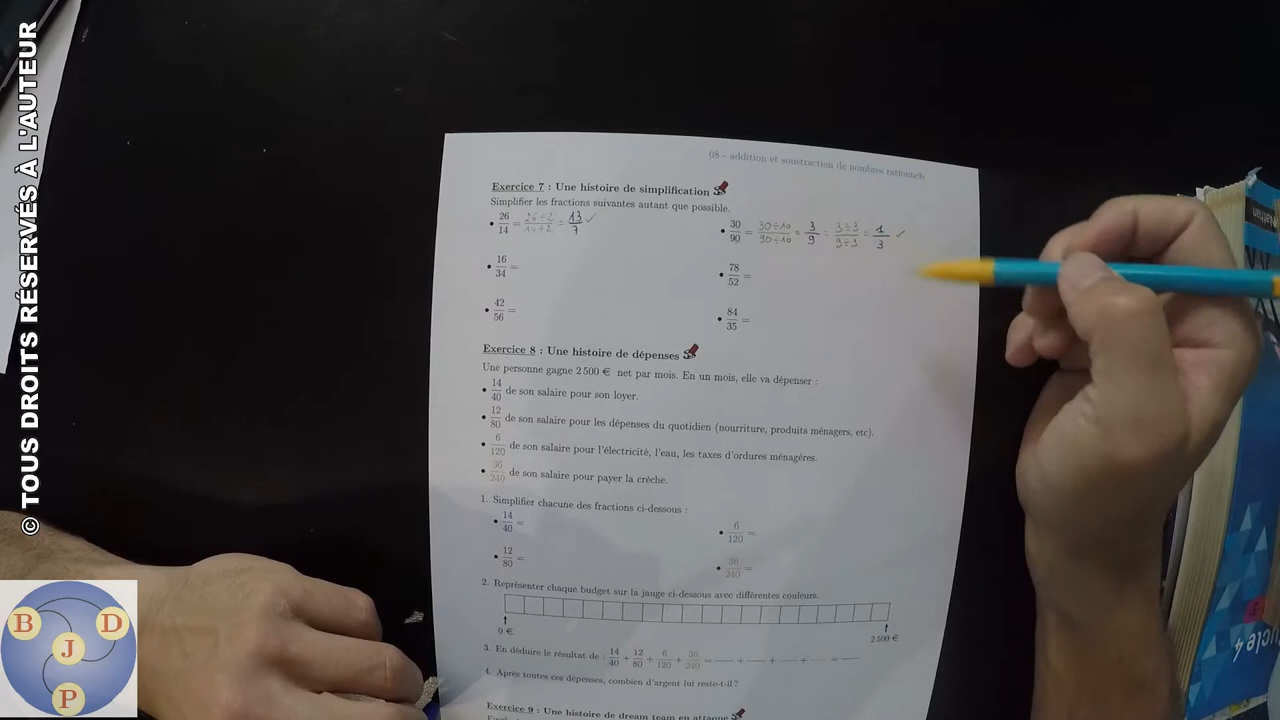 © TOUS DROITS RÉSERVÉS À L'AUTEUR
08 – addition et soustraction de nombres rationnels
Exercice 7 : Une histoire de simplification
Simplifier les fractions suivantes autant que possible.
• 26/14 = 26÷2/14÷2 = 13/7 ✓
• 30/90 = 30÷10/90÷10 = 3/9 = 3÷3/9÷3 = 1/3 ✓
• 16/34 =
• 78/52 =
• 42/56 =
• 84/35 =
Exercice 8 : Une histoire de dépenses
Une personne gagne 2 500 € net par mois. En un mois, elle va dépenser :
• 14/40 de son salaire pour son loyer.
• 12/80 de son salaire pour les dépenses du quotidien (nourriture, produits ménagers, etc).
• 6/120 de son salaire pour l'électricité, l'eau, les taxes d'ordures ménagères.
• 36/240 de son salaire pour payer la crèche.
1. Simplifier chacune des fractions ci-dessous :
• 14/40 =
• 6/120 =
• 12/80 =
• 36/240 =
2. Représenter chaque budget sur la jauge ci-dessous avec différentes couleurs.
0 €
2 500 €
3. En déduire le résultat de : 14/40 + 12/80 + 6/120 + 36/240 = — + — + — + — = —
4. Après toutes ces dépenses, combien d'argent lui reste-t-il ?
Exercice 9 : Une histoire de dream team en attaque
B D
J
P
Nathan
cycle 4